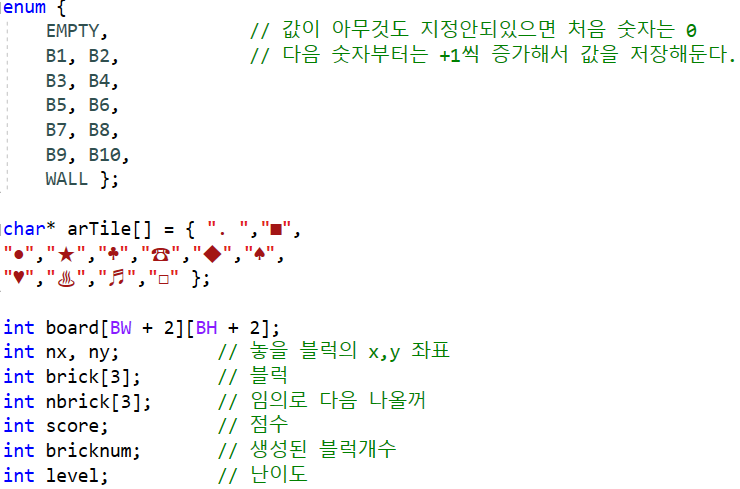 enum {
EMPTY, // 값이 아무것도 지정안되있으면 처음 숫자는 0
B1, B2, // 다음 숫자부터는 +1씩 증가해서 값을 저장해둔다.
B3, B4,
B5, B6,
B7, B8,
B9, B10,
WALL };
char* arTile[] = { ". ","■",
"●","★","♣","☎","◆","♠",
"♥","♨","♬","□" };
int board[BW + 2][BH + 2];
int nx, ny; // 놓을 블럭의 x,y 좌표
int brick[3]; // 블럭
int nbrick[3]; // 임의로 다음 나올꺼
int score; // 점수
int bricknum; // 생성된 블럭개수
int level; // 난이도